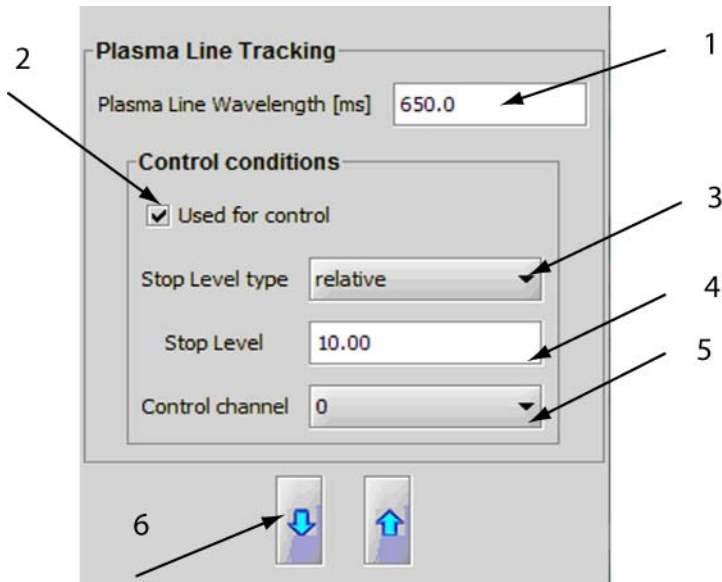 Plasma Line Tracking
1
2
Plasma Line Wavelength [ms] 650.0
Control conditions
Used for control
3
Stop Level type relative
4
Stop Level 10.00
5
Control channel 0
6